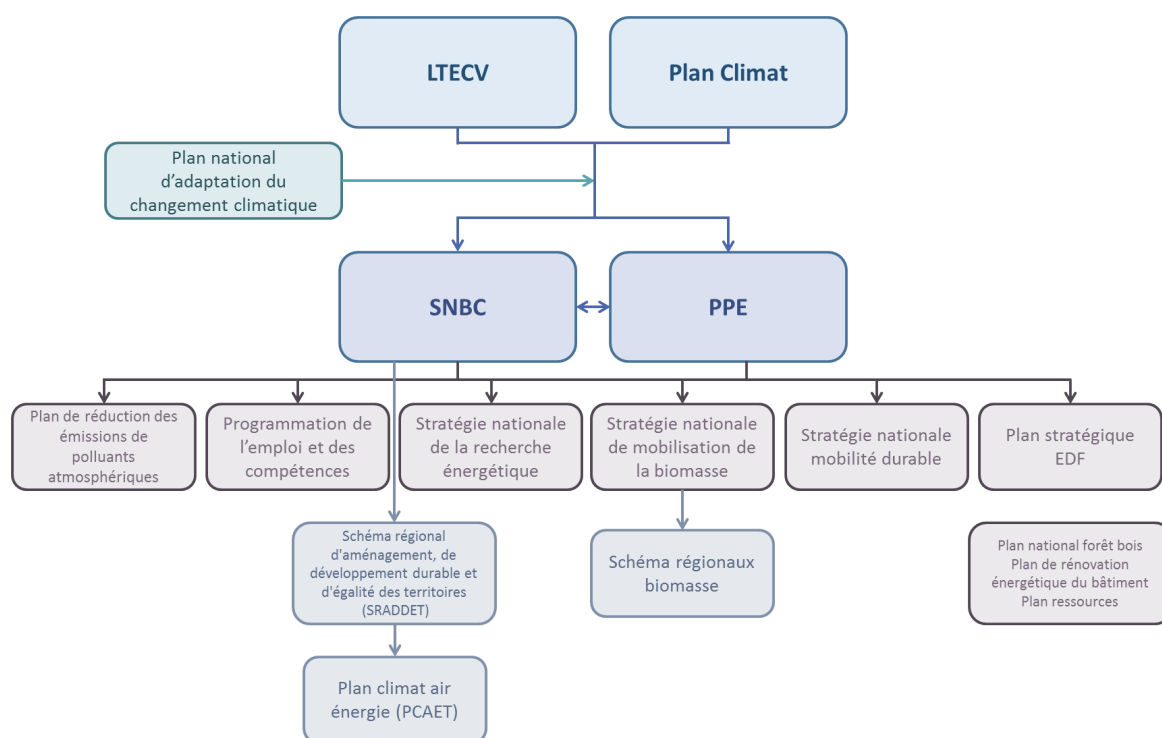 LTECV
Plan Climat
Plan national
d’adaptation du
changement climatique
SNBC
PPE
Plan de réduction des
émissions de
polluants
atmosphériques
Programmation de
l’emploi et des
compétences
Stratégie nationale
de la recherche
énergétique
Stratégie nationale
de mobilisation de
la biomasse
Stratégie nationale
mobilité durable
Plan stratégique
EDF
Schéma régional
d'aménagement, de
développement durable et
d'égalité des territoires
(SRADDET)
Schéma régionaux
biomasse
Plan national forêt bois
Plan de rénovation
énergétique du bâtiment
Plan ressources
Plan climat air
énergie (PCAET)